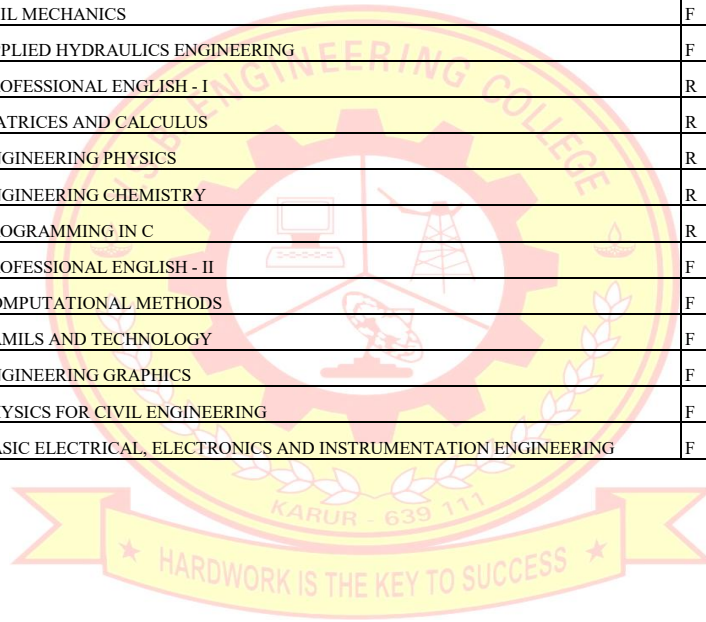 IL MECHANICS F
PLIED HYDRAULICS ENGINEERING F
OFESSIONAL ENGLISH - I R
ATRICES AND CALCULUS R
NGINEERING PHYSICS R
NGINEERING CHEMISTRY R
OGRAMMING IN C R
OFESSIONAL ENGLISH - II F
OMPUTATIONAL METHODS F
AMILS AND TECHNOLOGY F
NGINEERING GRAPHICS F
HYSICS FOR CIVIL ENGINEERING F
ASIC ELECTRICAL, ELECTRONICS AND INSTRUMENTATION ENGINEERING F
V.S.B ENGINEERING COLLEGE
KARUR - 639 111
★ HARDWORK IS THE KEY TO SUCCESS ★